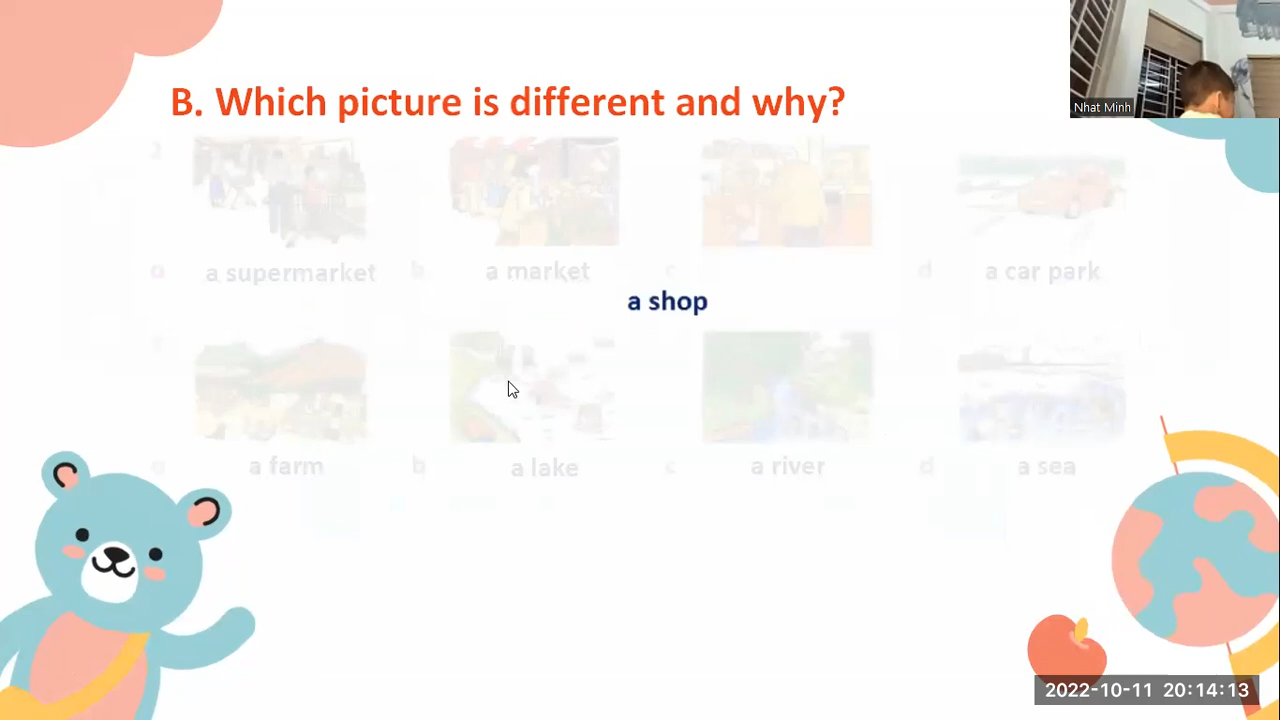 Nhat Minh
B. Which picture is different and why?
a a supermarket b a market c d a car park
a shop
a a farm b a lake c a river d a sea
2022-10-11 20:14:13